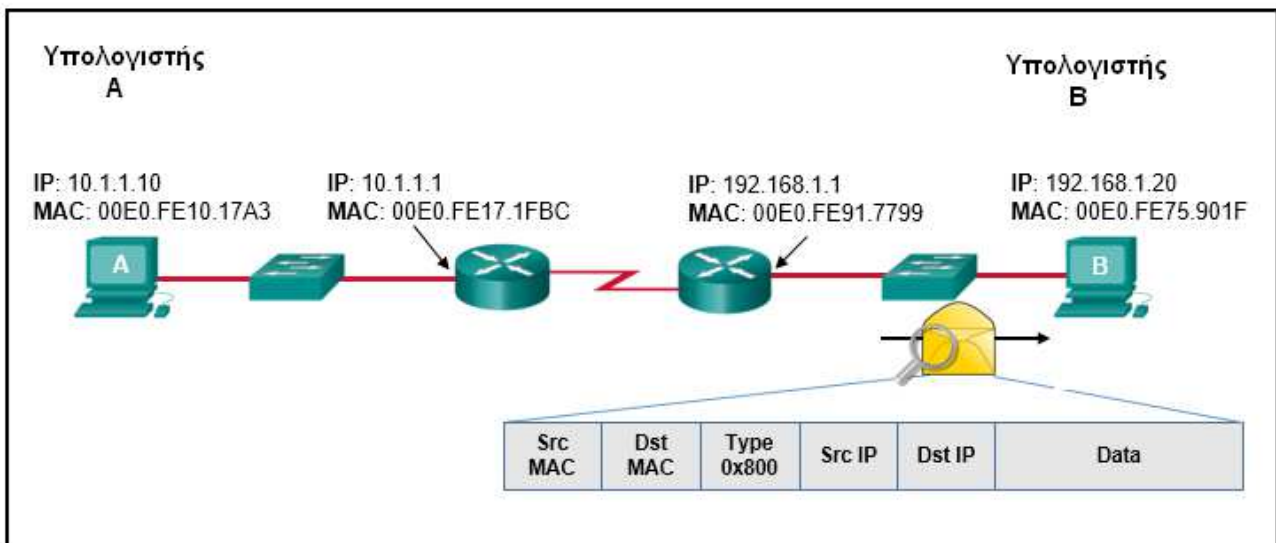 Υπολογιστής
Α
Υπολογιστής
Β
IP: 10.1.1.10
MAC: 00E0.FE10.17A3
IP: 10.1.1.1
MAC: 00E0.FE17.1FBC
IP: 192.168.1.1
MAC: 00E0.FE91.7799
IP: 192.168.1.20
MAC: 00E0.FE75.901F
A
B
Src
MAC
Dst
MAC
Type
0x800
Src IP
Dst IP
Data